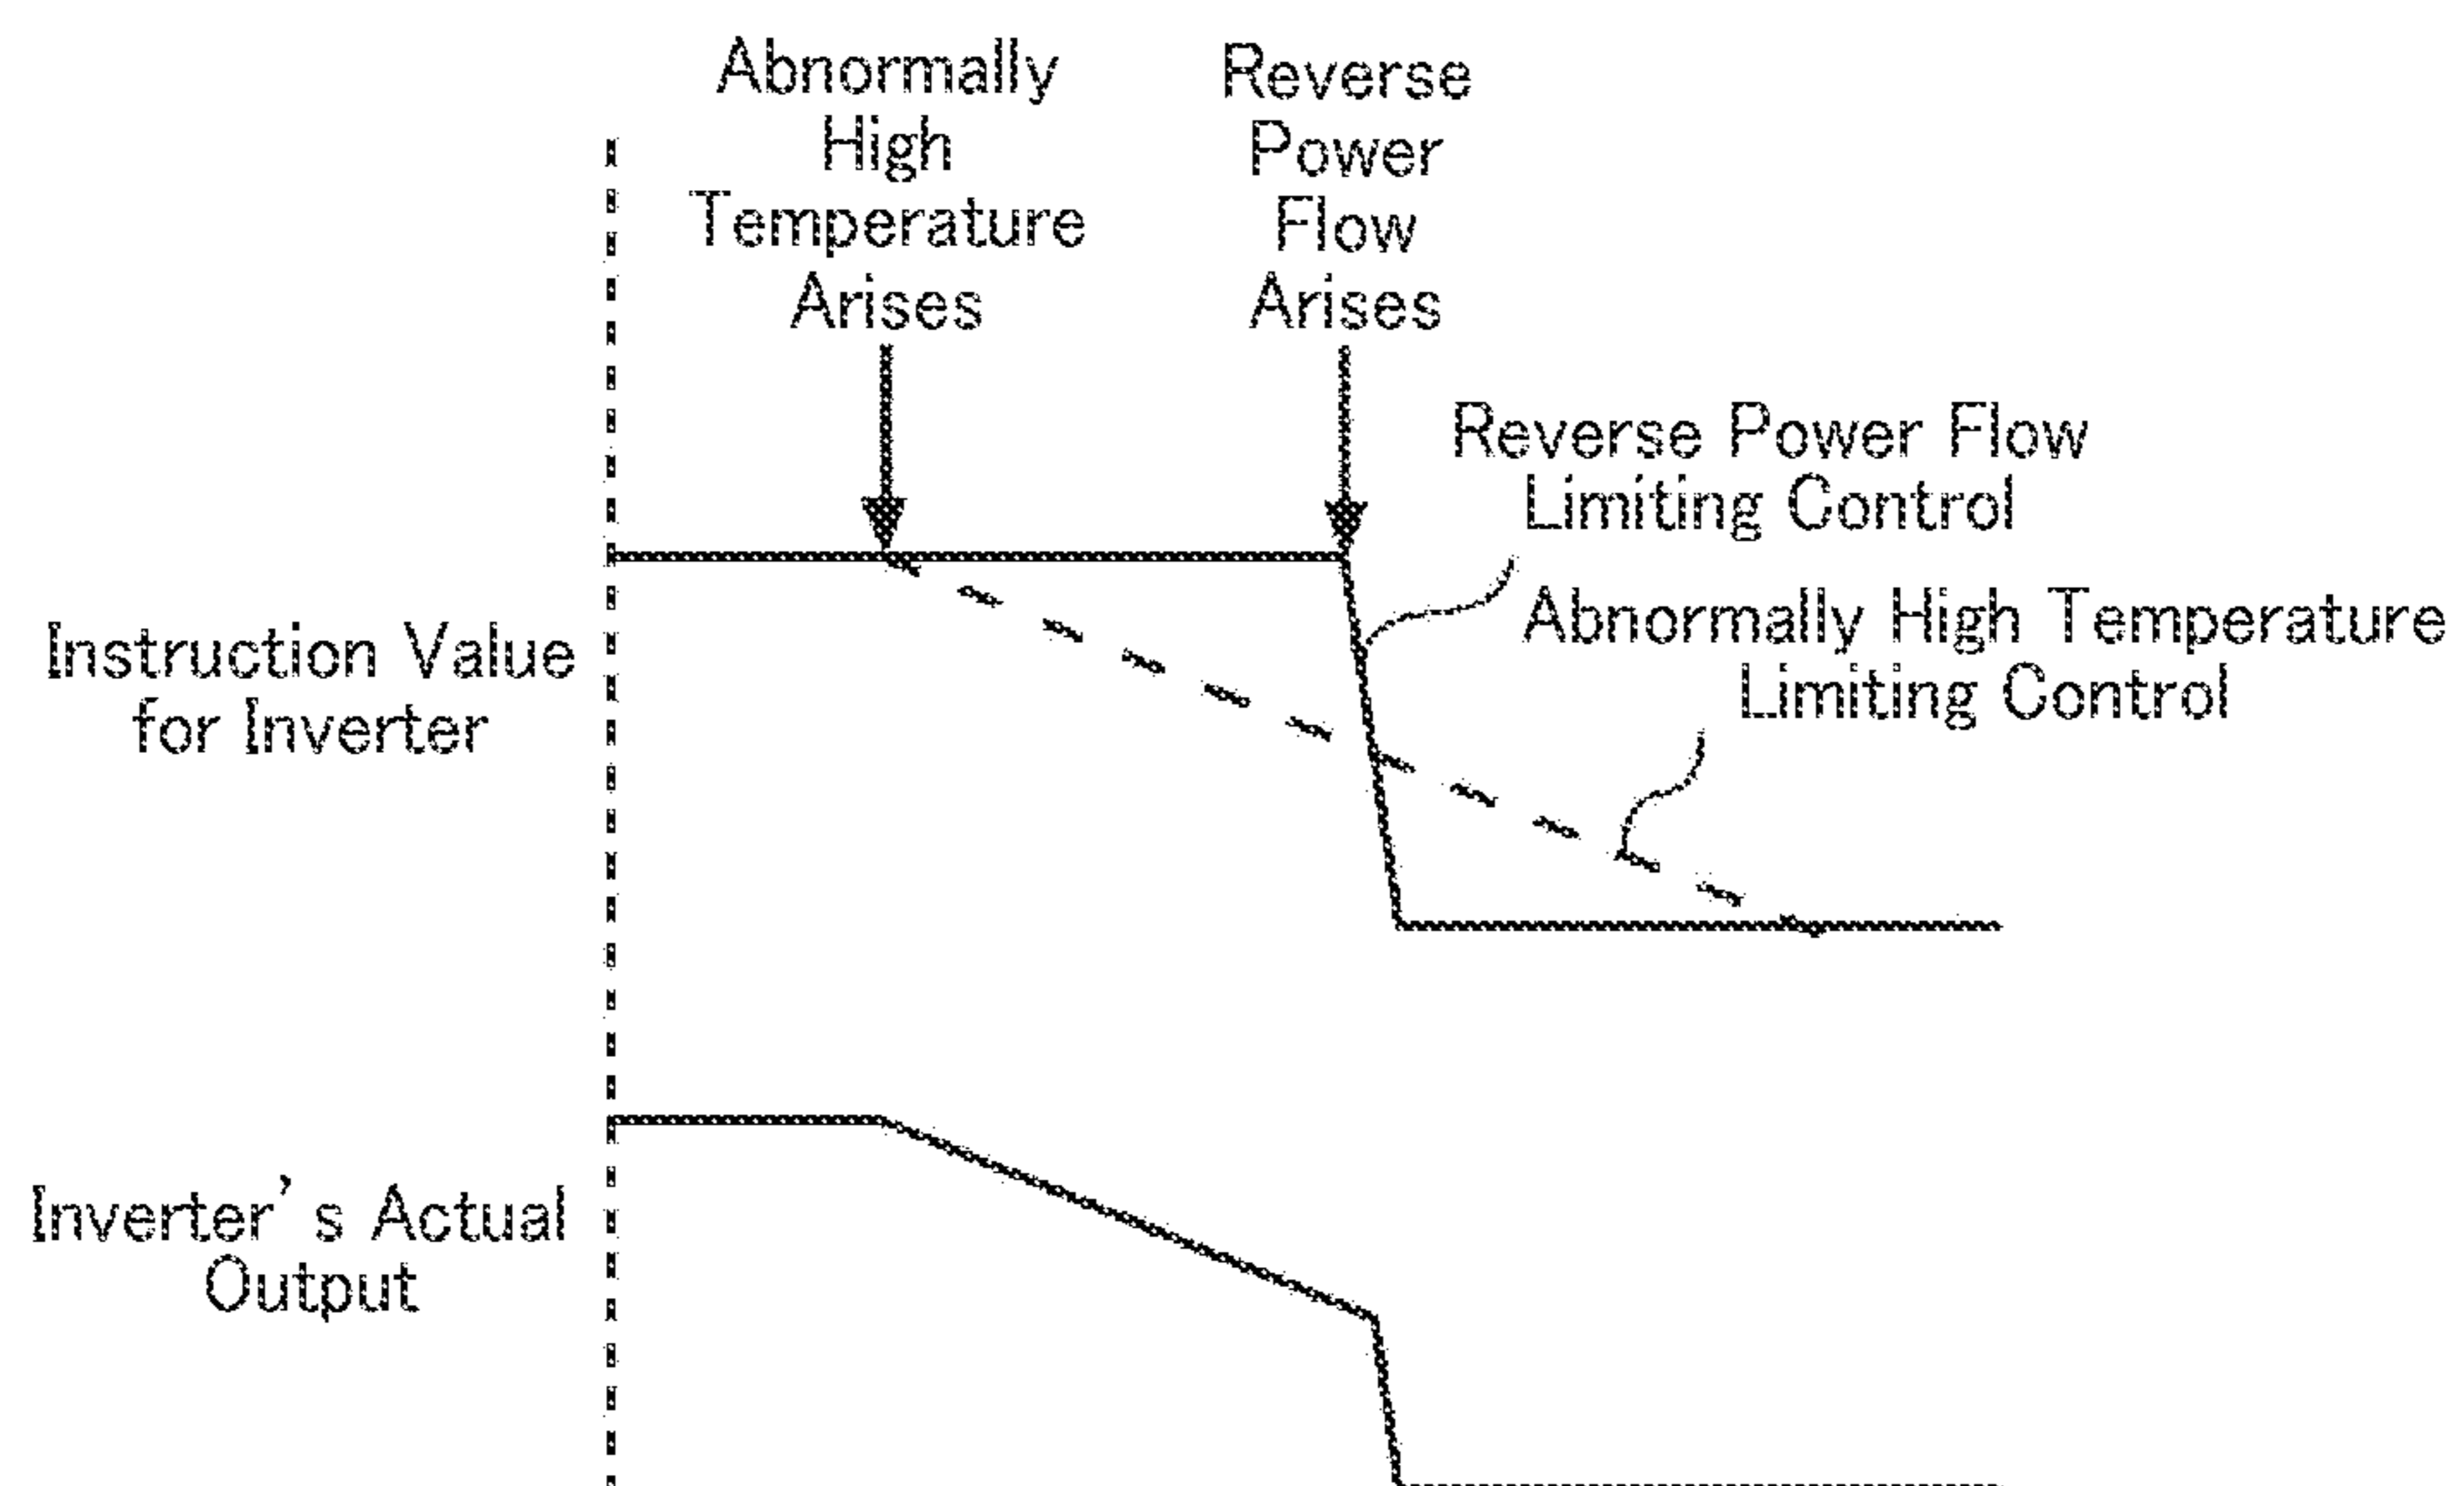 Abnormally
High
Temperature
Arises
Reverse
Power
Flow
Arises
Reverse Power Flow
Limiting Control
Abnormally High Temperature
Limiting Control
Instruction Value
for Inverter
Inverter's Actual
Output